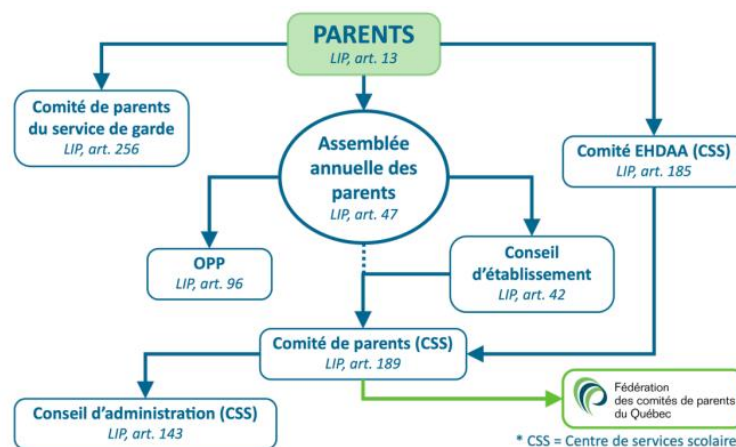 PARENTS
LIP, art. 13
Comité de parents
du service de garde
LIP, art. 256
Assemblée
annuelle des
parents
LIP, art. 47
Comité EHDAA (CSS)
LIP, art. 185
OPP
LIP, art. 96
Conseil
d'établissement
LIP, art. 42
Comité de parents (CSS)
LIP, art. 189
Conseil d'administration (CSS)
LIP, art. 143
Fédération
des comités de parents
du Québec
* CSS = Centre de services scolaire